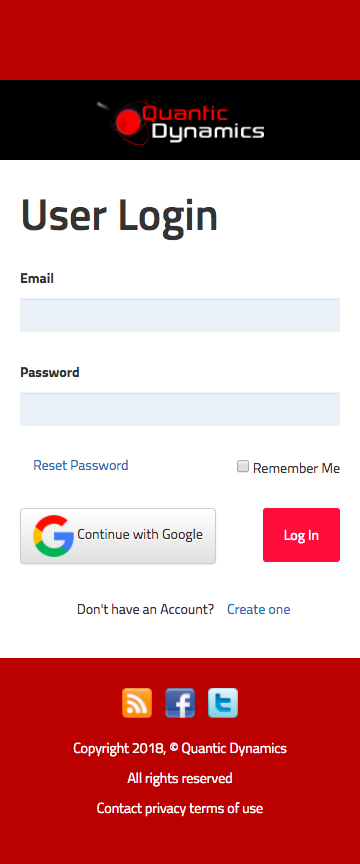 Quantic
Dynamics
User Login
Email
Password
Reset Password
Remember Me
Continue with Google
Log In
Don't have an Account? Create one
Copyright 2018, © Quantic Dynamics
All rights reserved
Contact privacy terms of use